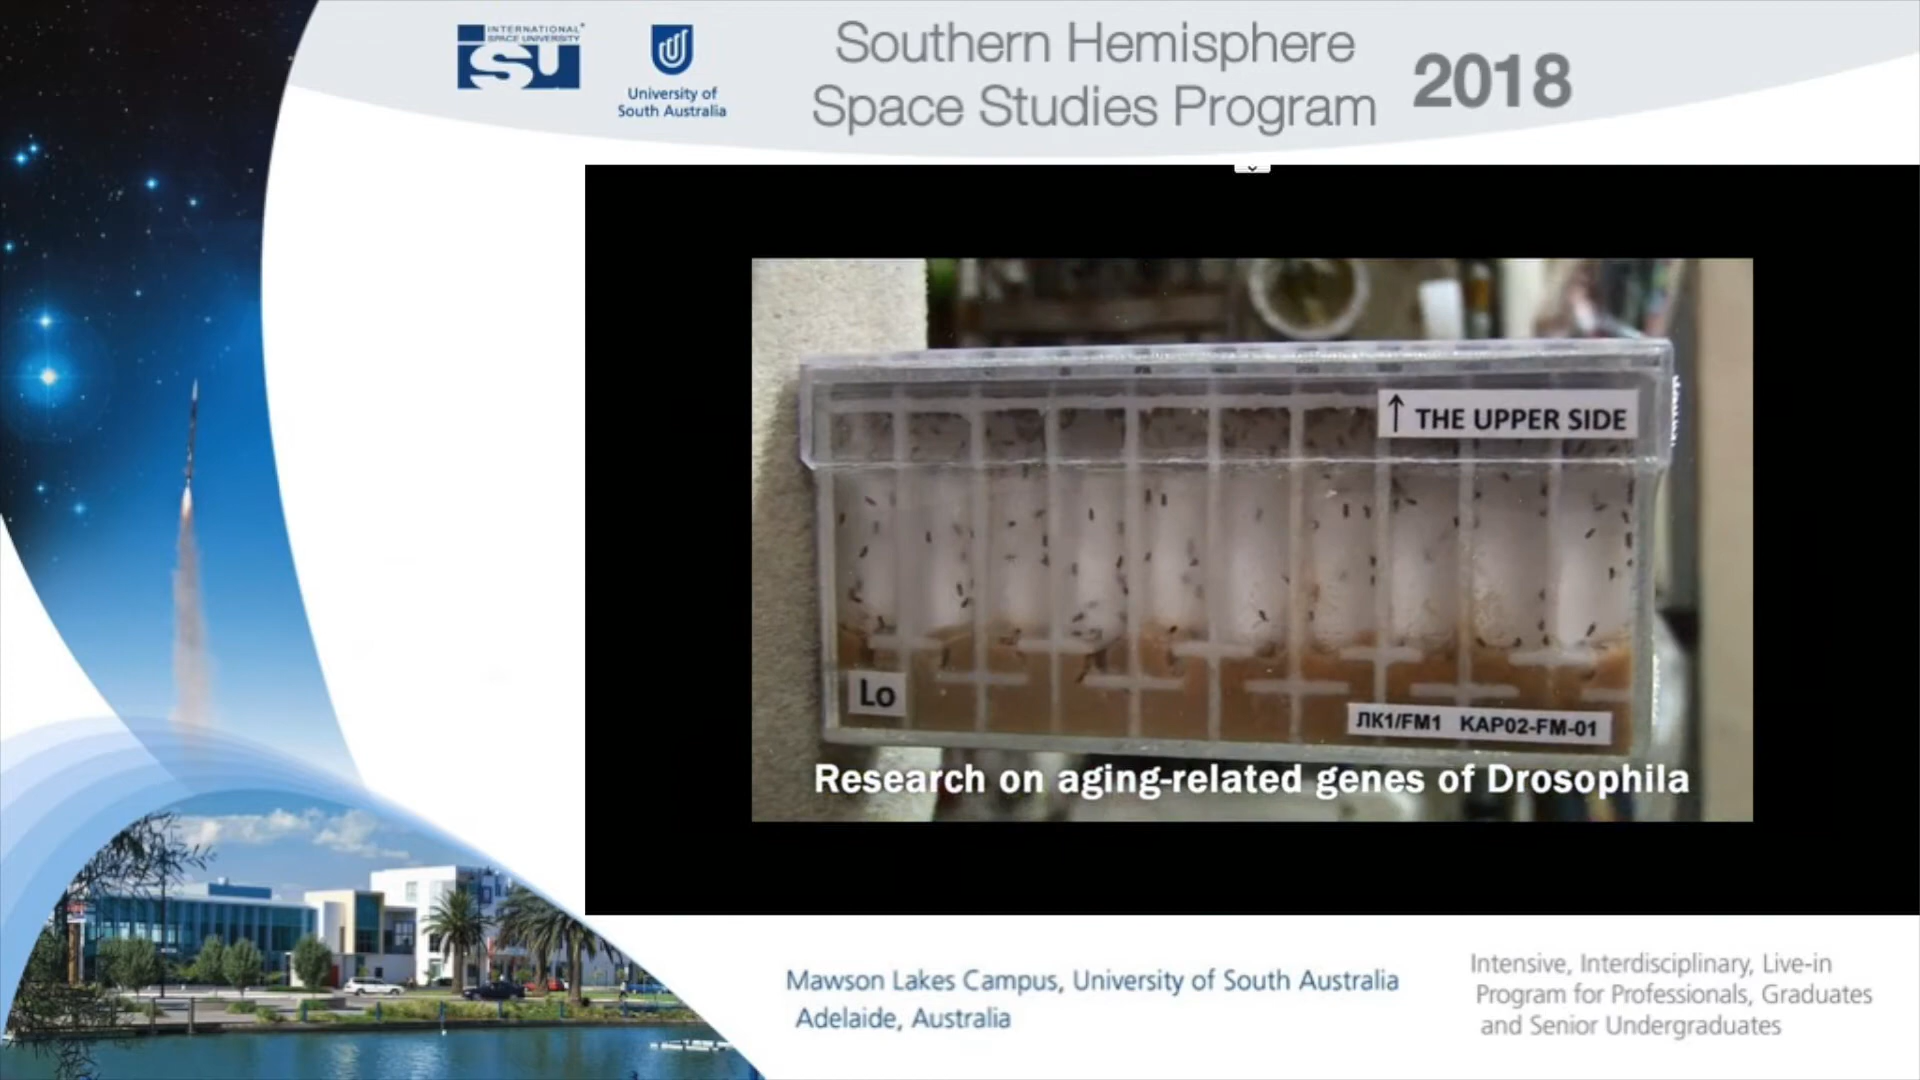 INTERNATIONAL
SPACE UNIVERSITY
isu
University of
South Australia
Southern Hemisphere
Space Studies Program
2018
↑ THE UPPER SIDE
Lo
ЛК1/FM1 KAP02-FM-01
Research on aging-related genes of Drosophila
Mawson Lakes Campus, University of South Australia
Adelaide, Australia
Intensive, Interdisciplinary, Live-in
Program for Professionals, Graduates
and Senior Undergraduates